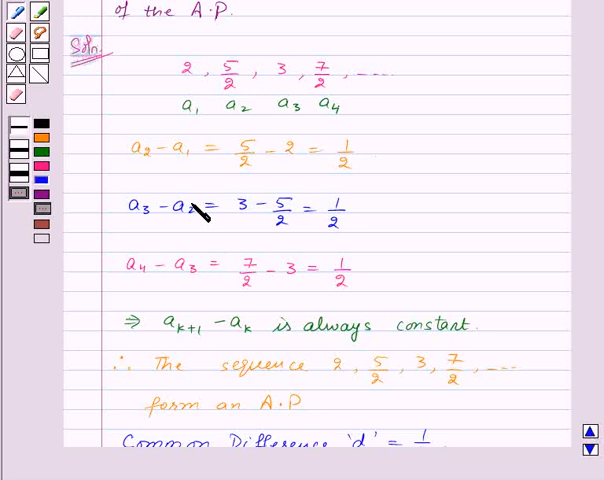 of the A.P.
Soln.
2 , 5/2 , 3 , 7/2 , ....
a1 a2 a3 a4
a2 - a1 = 5/2 - 2 = 1/2
a3 - a2 = 3 - 5/2 = 1/2
a4 - a3 = 7/2 - 3 = 1/2
⇒ ak+1 - ak is always constant.
∴ The sequence 2, 5/2, 3, 7/2, ....
form an A.P
Common Difference 'd' = 1